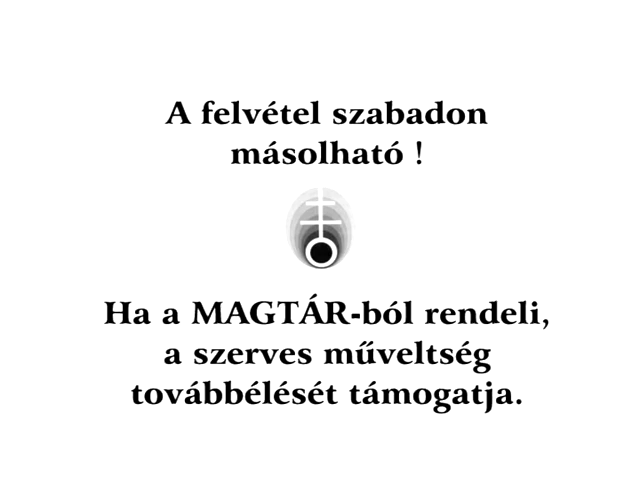 A felvétel szabadon
másolható !
Ha a MAGTÁR-ból rendeli,
a szerves műveltség
továbbélését támogatja.